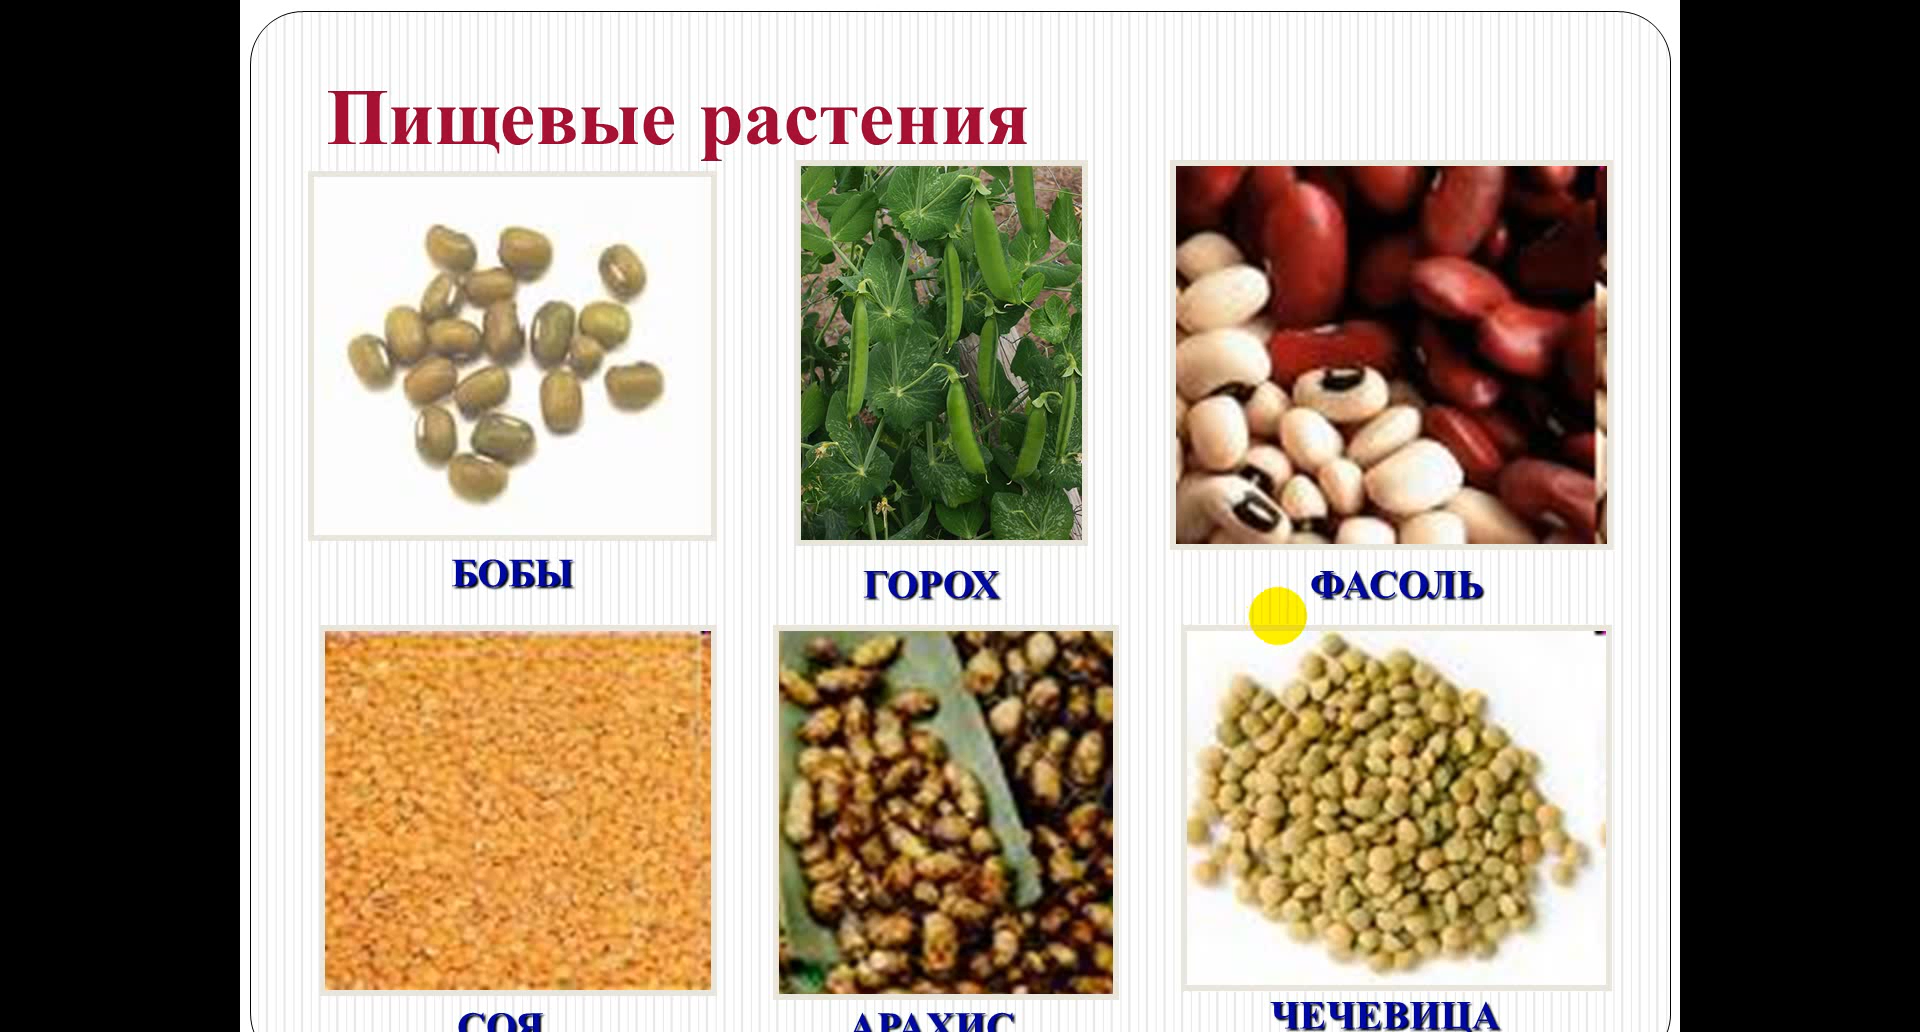 Пищевые растения
БОБЫ
ГОРОХ
ФАСОЛЬ
СОЯ
АРАХИС
ЧЕЧЕВИЦА